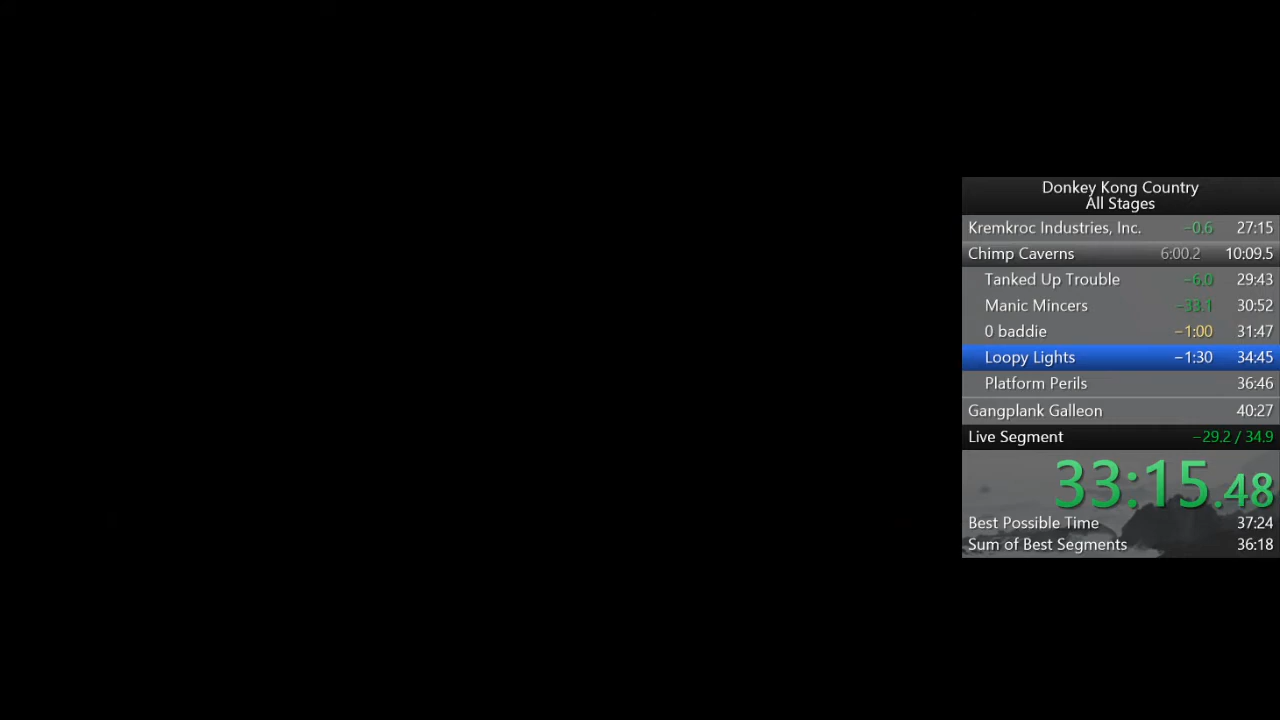 Donkey Kong Country
All Stages
Kremkroc Industries, Inc. −0.6 27:15
Chimp Caverns 6:00.2 10:09.5
Tanked Up Trouble −6.0 29:43
Manic Mincers −33.1 30:52
0 baddie −1:00 31:47
Loopy Lights −1:30 34:45
Platform Perils 36:46
Gangplank Galleon 40:27
Live Segment −29.2 / 34.9
33:15.48
Best Possible Time 37:24
Sum of Best Segments 36:18